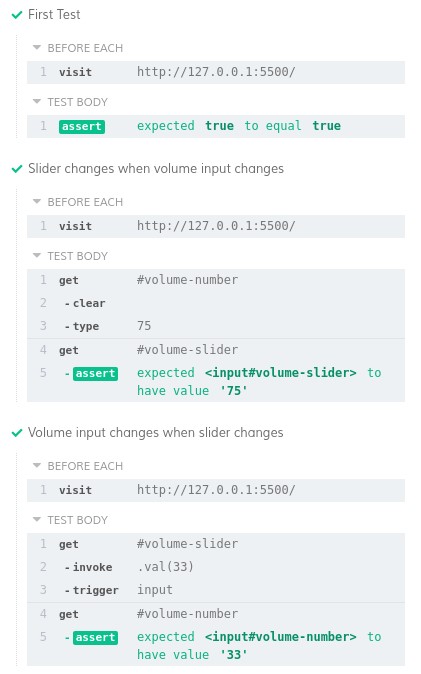 First Test
BEFORE EACH
1 visit http://127.0.0.1:5500/
TEST BODY
1 assert expected true to equal true
Slider changes when volume input changes
BEFORE EACH
1 visit http://127.0.0.1:5500/
TEST BODY
1 get #volume-number
2 -clear
3 -type 75
4 get #volume-slider
5 -assert expected <input#volume-slider> to
have value '75'
Volume input changes when slider changes
BEFORE EACH
1 visit http://127.0.0.1:5500/
TEST BODY
1 get #volume-slider
2 -invoke .val(33)
3 -trigger input
4 get #volume-number
5 -assert expected <input#volume-number> to
have value '33'